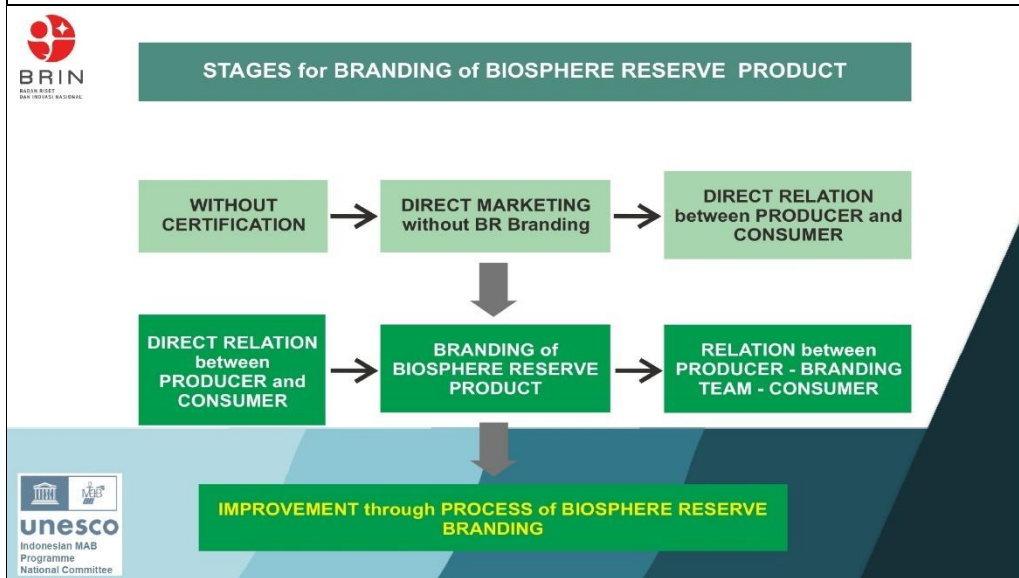 BRIN
BADAN RISET
DAN INOVASI NASIONAL
STAGES for BRANDING of BIOSPHERE RESERVE PRODUCT
WITHOUT
CERTIFICATION
DIRECT MARKETING
without BR Branding
DIRECT RELATION
between PRODUCER and
CONSUMER
DIRECT RELATION
between
PRODUCER and
CONSUMER
BRANDING of
BIOSPHERE RESERVE
PRODUCT
RELATION between
PRODUCER - BRANDING
TEAM - CONSUMER
IMPROVEMENT through PROCESS of BIOSPHERE RESERVE
BRANDING
MAB
unesco
Indonesian MAB
Programme
National Committee